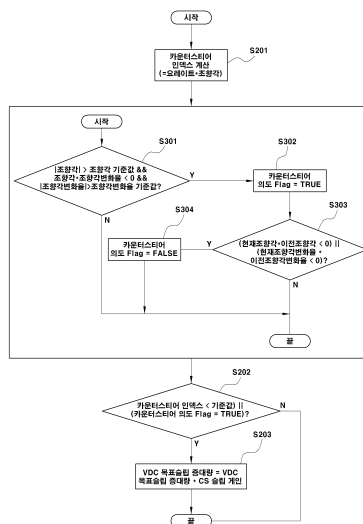 시작
S201
카운터스티어
인덱스 계산
(=요레이트*조향각)
시작
S301
|조향각| > 조향각 기준값 &&
조향각*조향각변화율 < 0 &&
|조향각변화율|>조향각변화율 기준값?
Y
N
S302
카운터스티어
의도 Flag = TRUE
S303
(현재조향각*이전조향각 < 0) ||
(현재조향각변화율 *
이전조향각변화율 < 0)?
Y
N
S304
카운터스티어
의도 Flag = FALSE
끝
S202
카운터스티어 인덱스 < 기준값) ||
(카운터스티어 의도 Flag = TRUE)?
N
Y
S203
VDC 목표슬립 증대량 = VDC
목표슬립 증대량 * CS 슬립 게인
끝